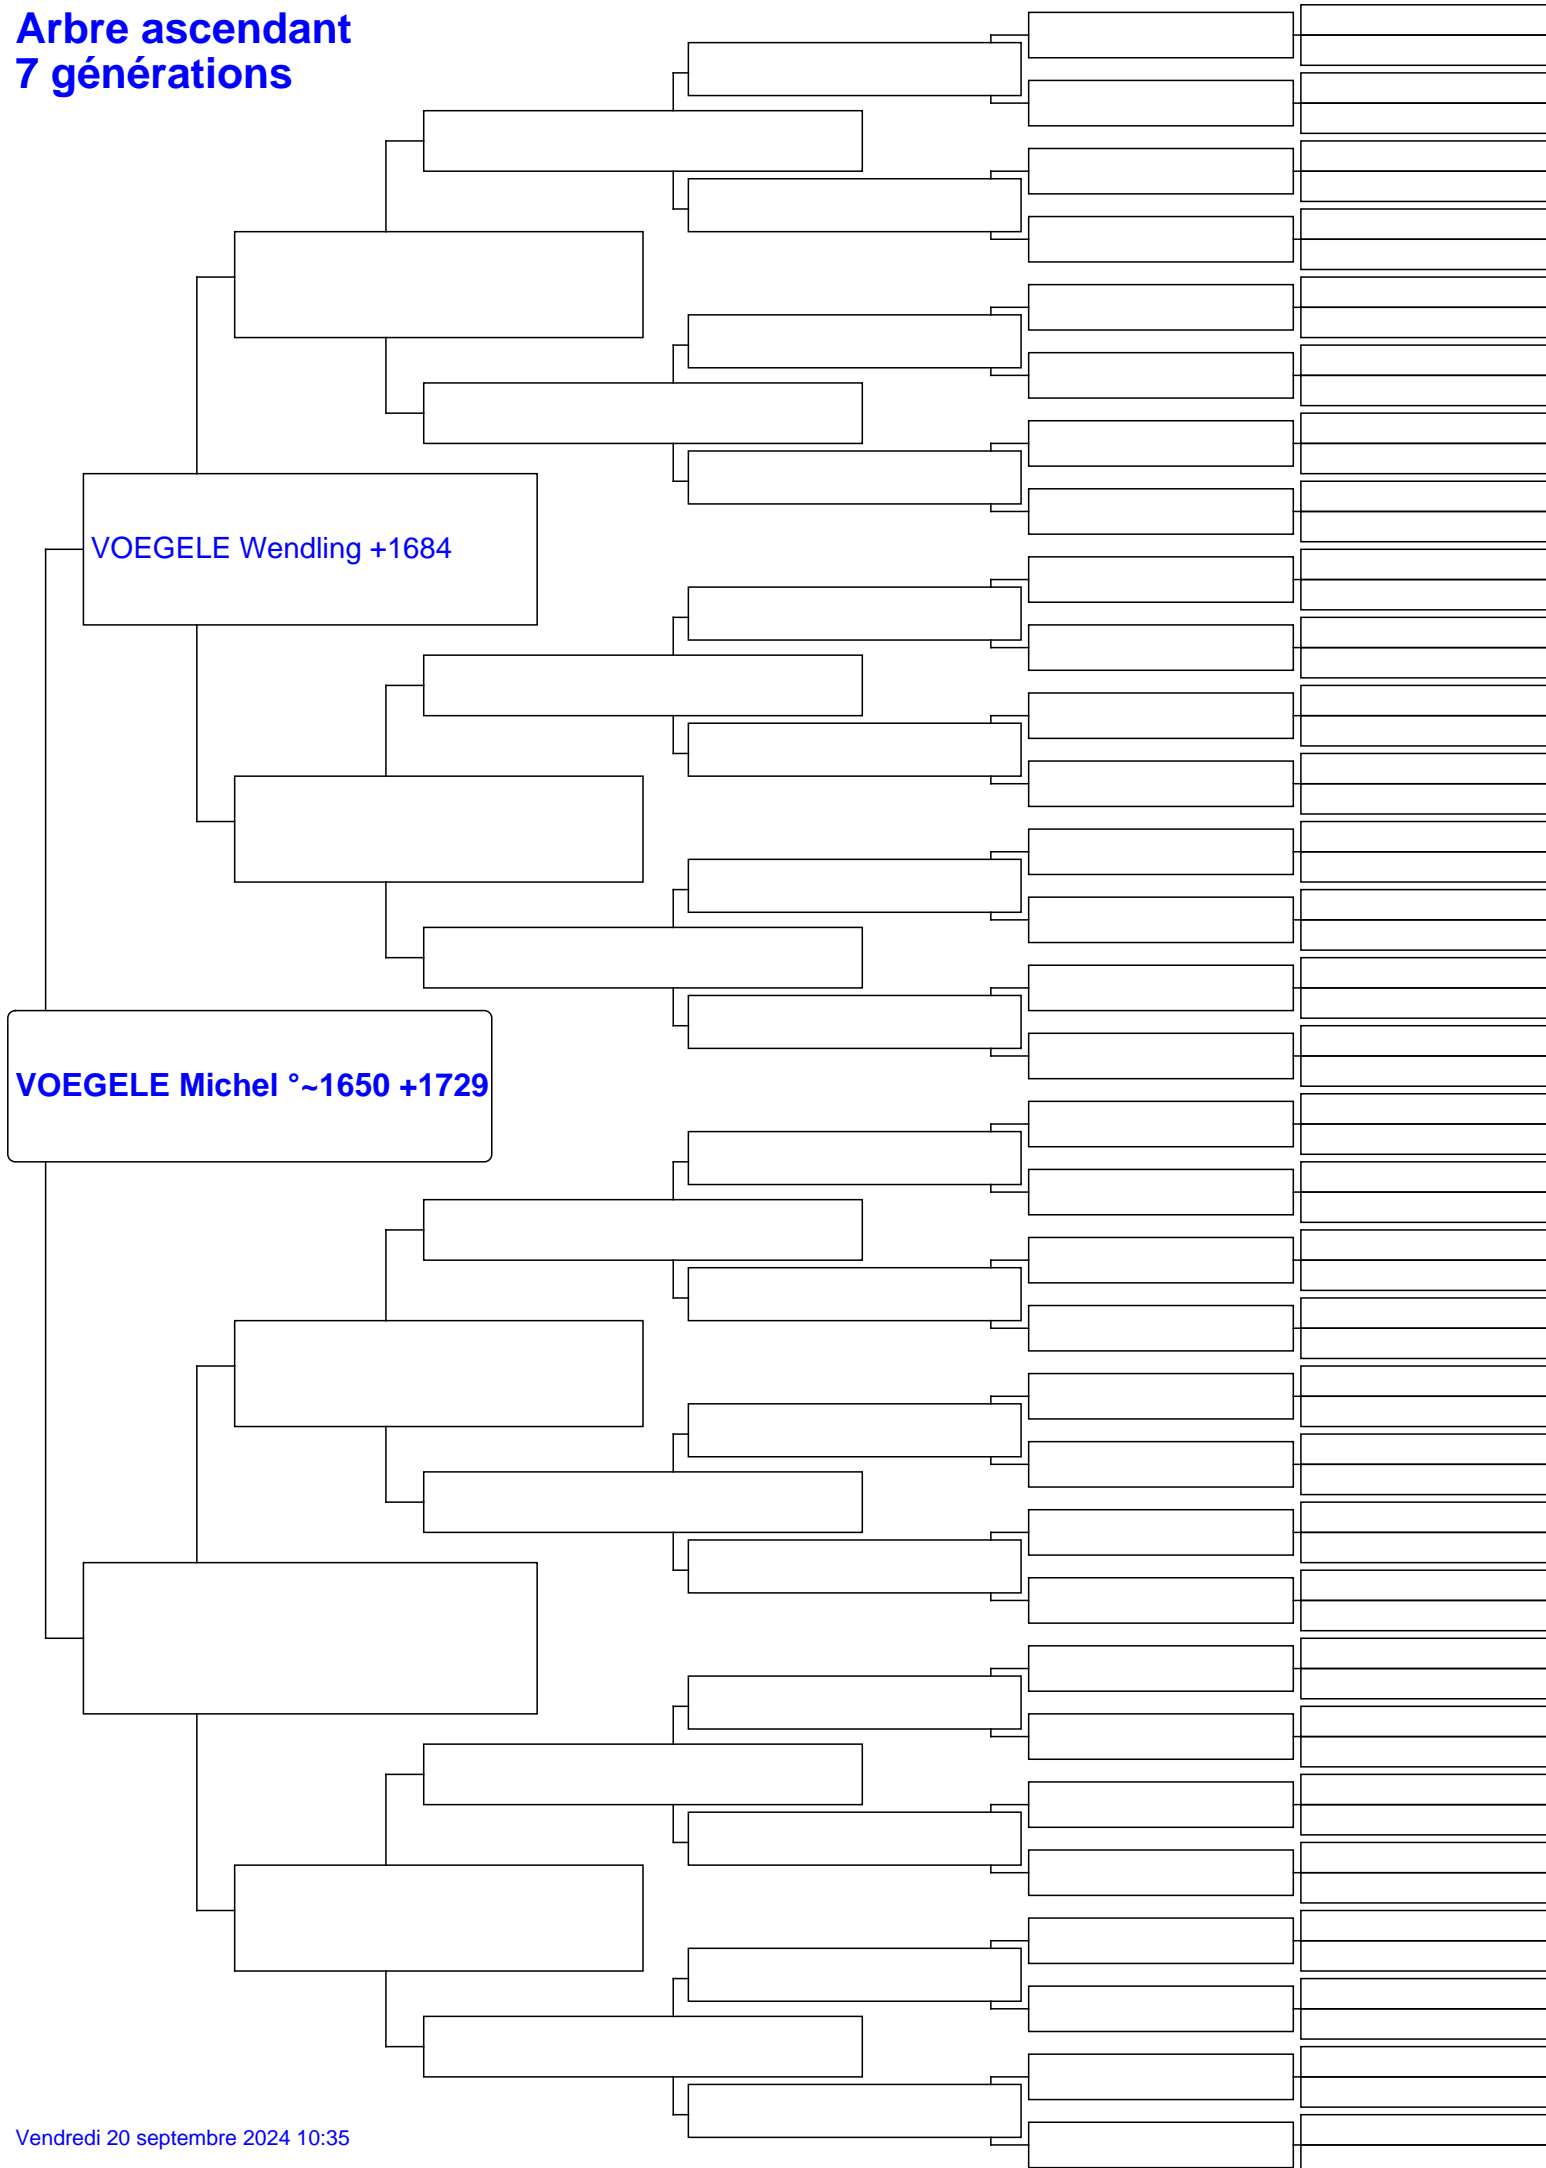 Arbre ascendant
7 générations
VOEGELE Wendling +1684
VOEGELE Michel °~1650 +1729
Vendredi 20 septembre 2024 10:35